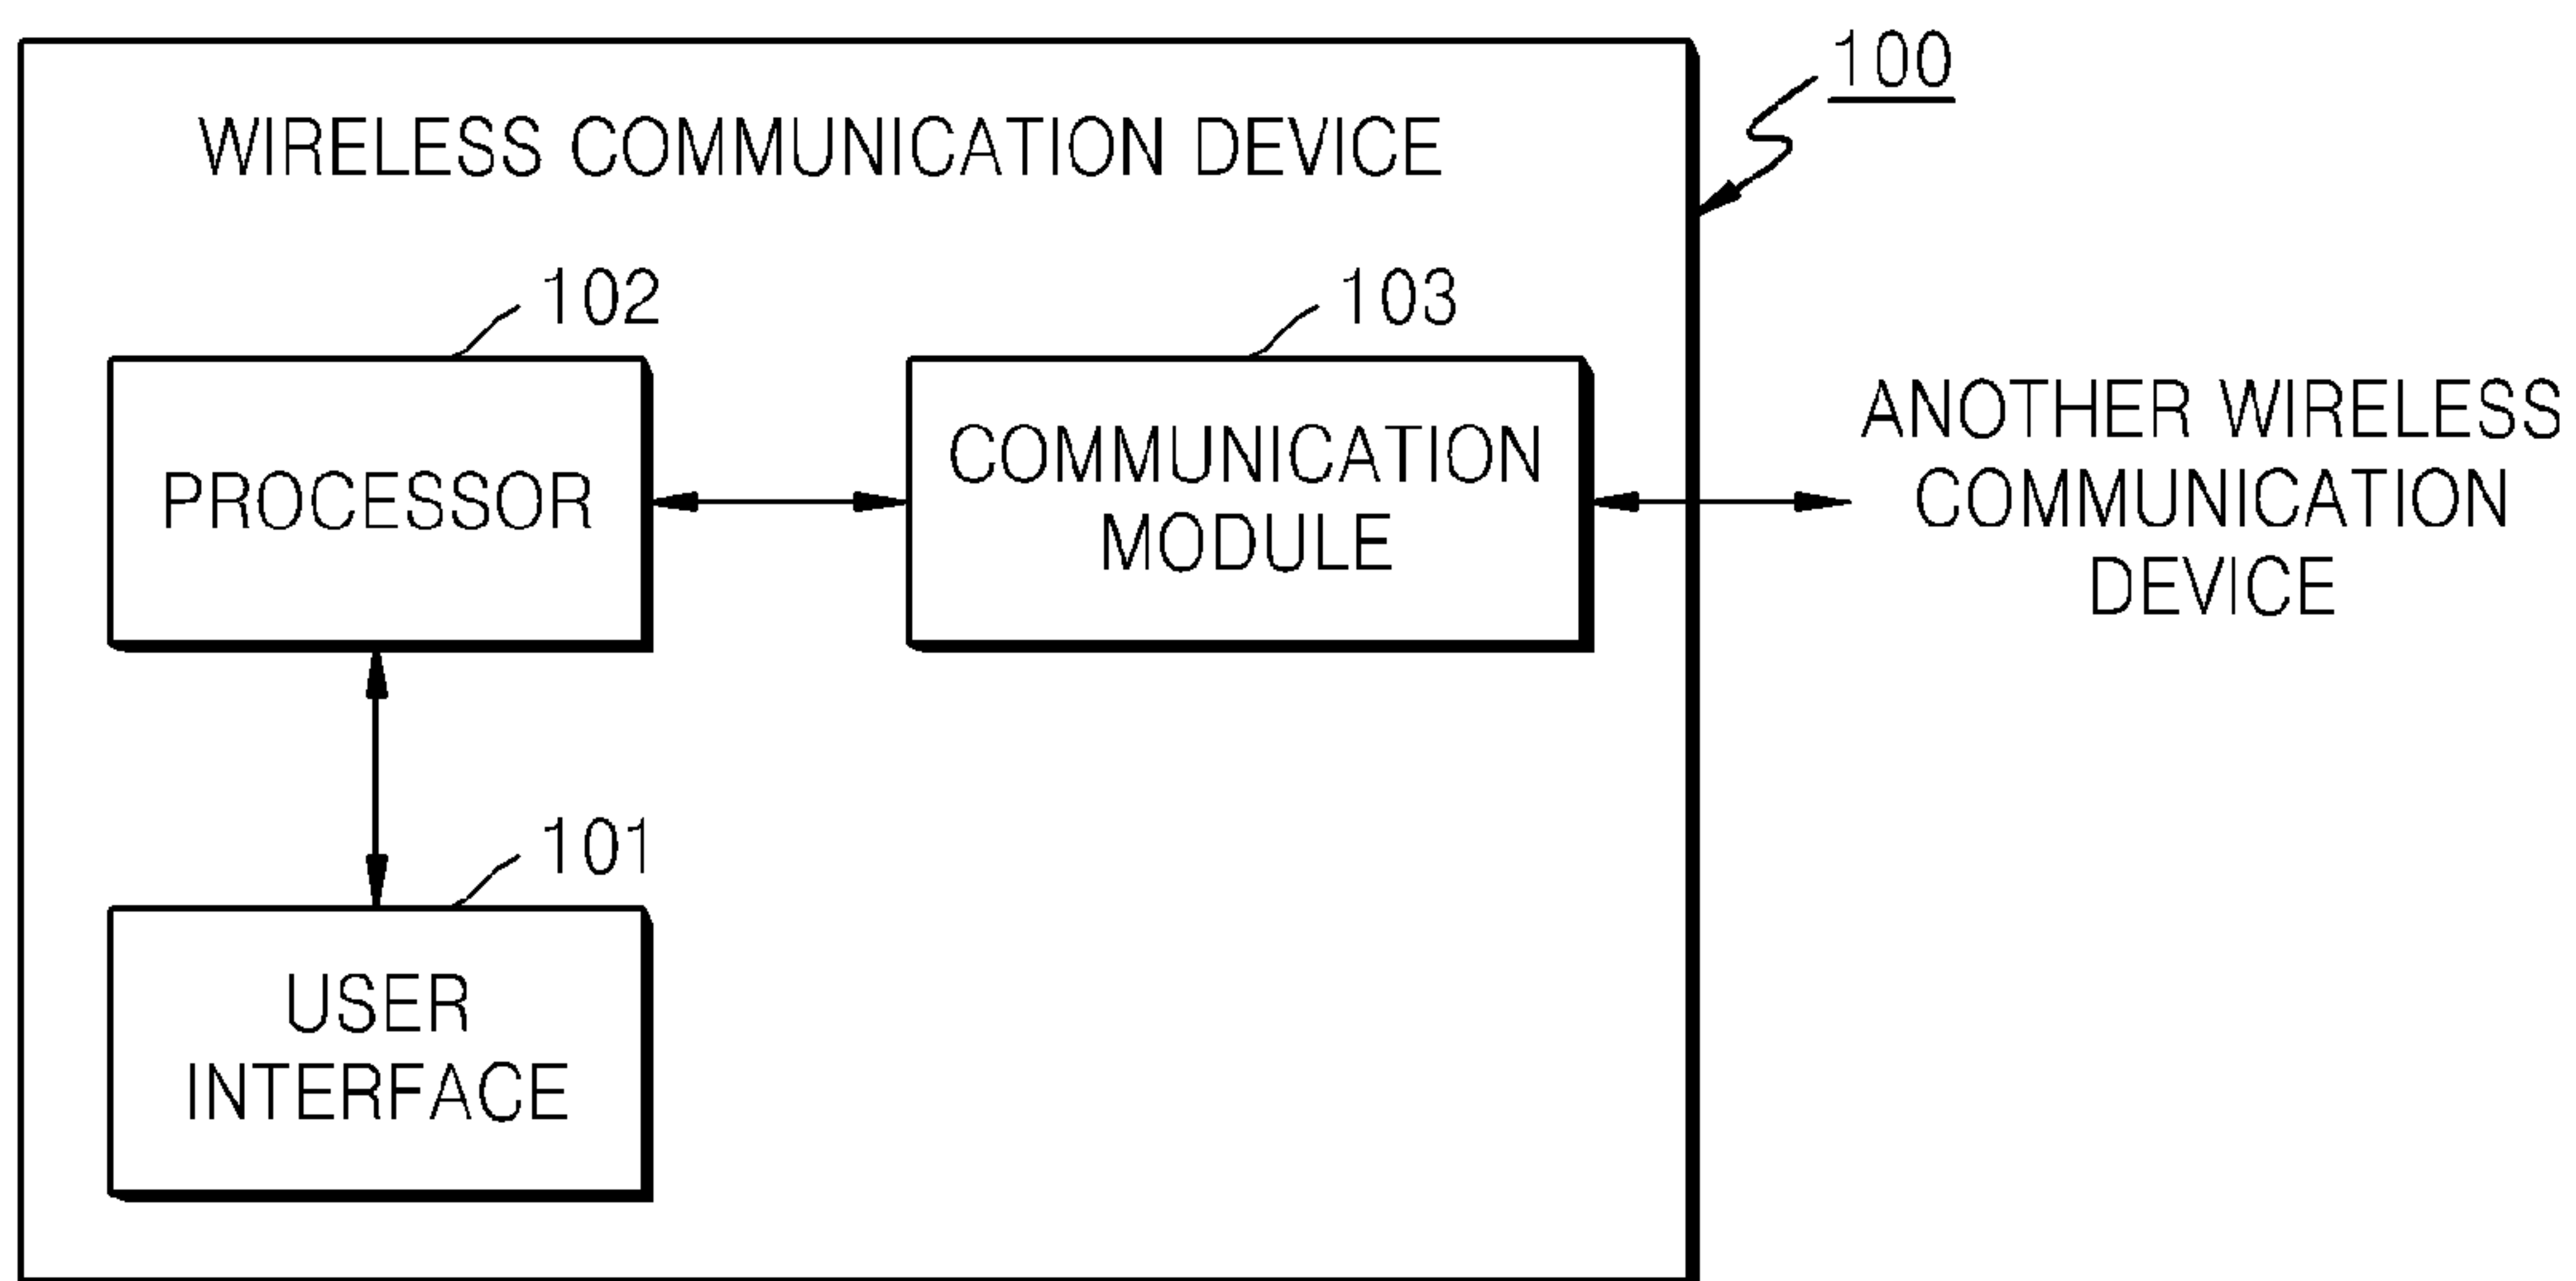 100
WIRELESS COMMUNICATION DEVICE
102
103
PROCESSOR
COMMUNICATION
MODULE
ANOTHER WIRELESS
COMMUNICATION
DEVICE
101
USER
INTERFACE